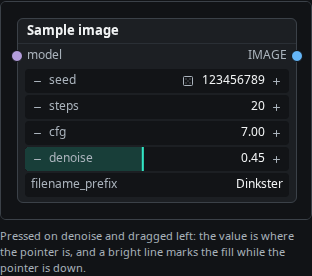 Sample image
model IMAGE
− seed 123456789 +
− steps 20 +
− cfg 7.00 +
− denoise 0.45 +
filename_prefix Dinkster
Pressed on denoise and dragged left: the value is where
the pointer is, and a bright line marks the fill while the
pointer is down.